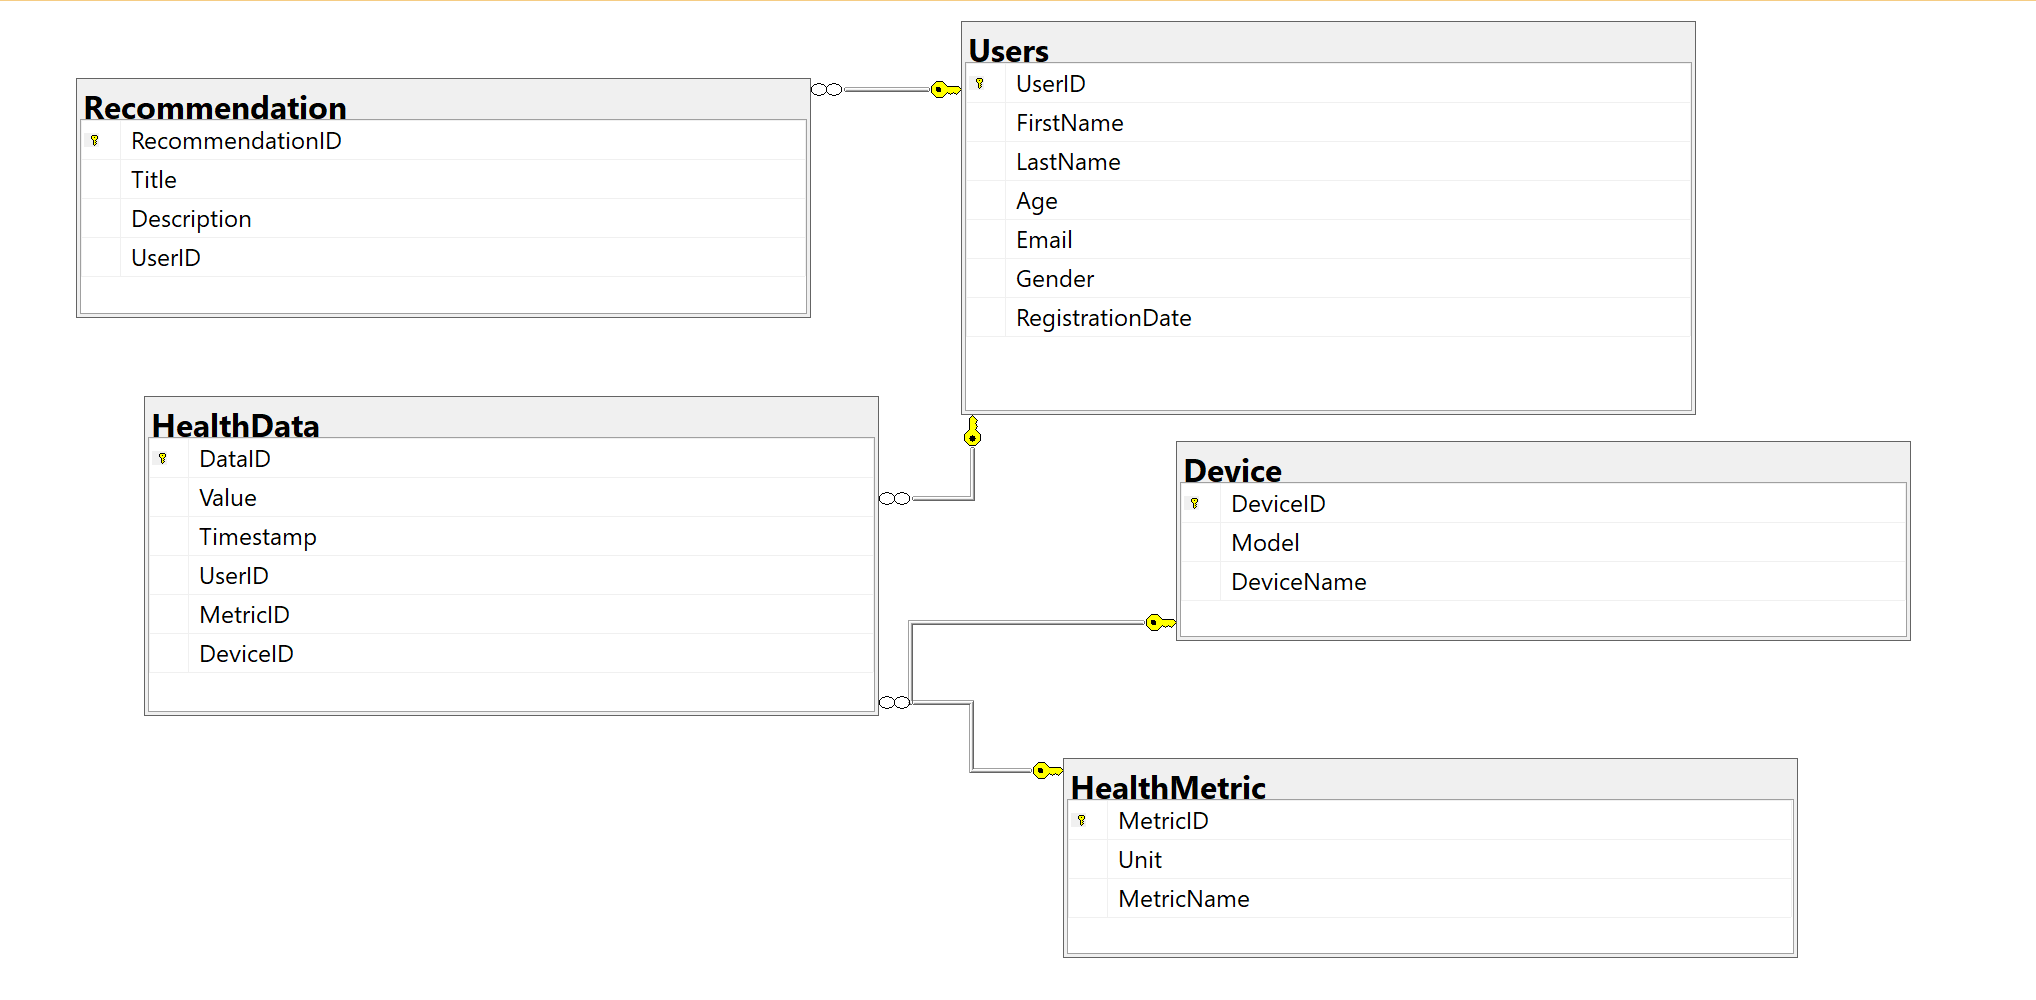 Recommendation
RecommendationID
Title
Description
UserID
Users
UserID
FirstName
LastName
Age
Email
Gender
RegistrationDate
HealthData
DataID
Value
Timestamp
UserID
MetricID
DeviceID
Device
DeviceID
Model
DeviceName
HealthMetric
MetricID
Unit
MetricName